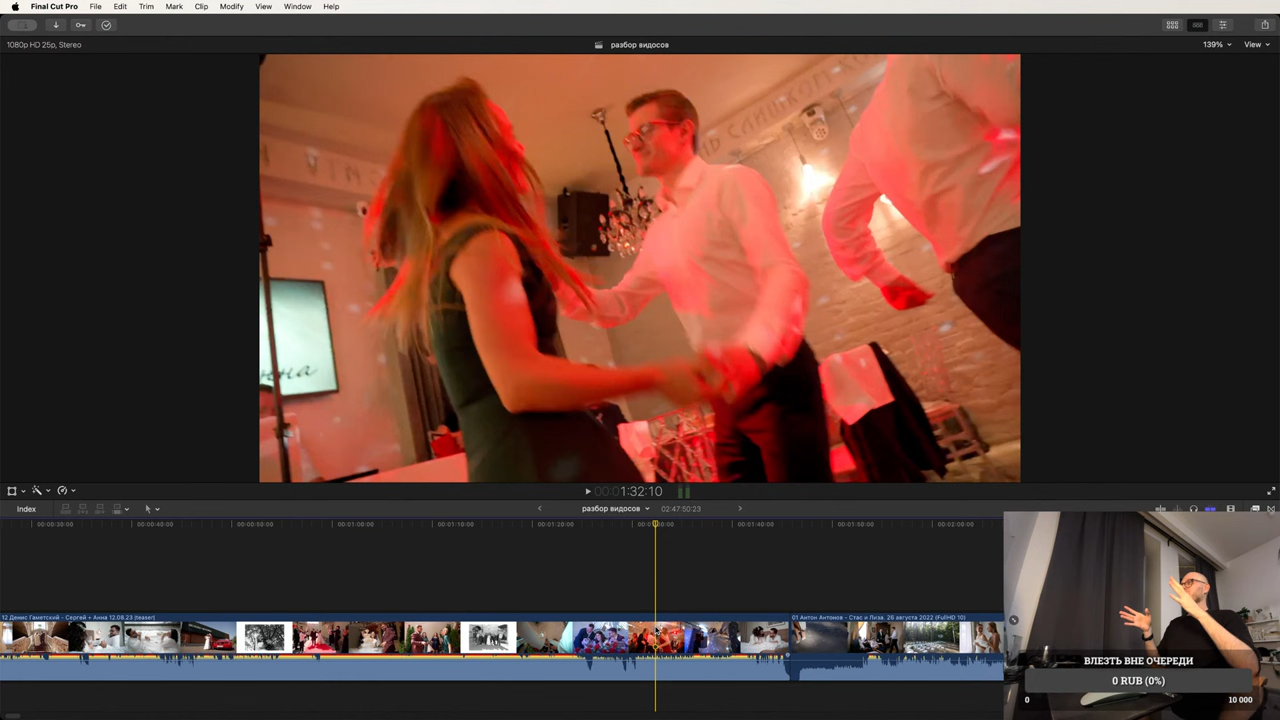 Final Cut Pro File Edit Trim Mark Clip Modify View Window Help
1080p HD 25p, Stereo
разбор видосов
139%
View
нна
00:00:1:32:10
Index
разбор видосов
02:47:50:23
00:00:30:00 00:00:40:00 00:00:50:00 00:01:00:00 00:01:10:00 00:01:20:00 00:01:40:00 00:01:50:00 00:02:00:00
12 Денис Гаметский - Сергей + Анна 12.08.23 (teaser)
01 Антон Антонов - Стас и Лиза. 26 августа 2022 (FullHD 10)
ВЛЕЗТЬ ВНЕ ОЧЕРЕДИ
0 RUB (0%)
0
10 000